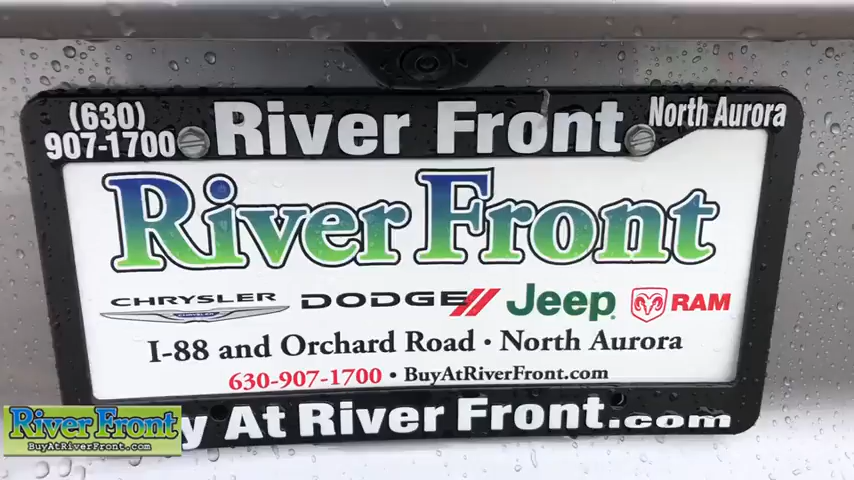 (630)
907-1700
River Front
North Aurora
River Front
CHRYSLER DODGE Jeep RAM
I-88 and Orchard Road · North Aurora
630-907-1700 · BuyAtRiverFront.com
y At River Front.com
River Front
BuyAtRiverFront.com